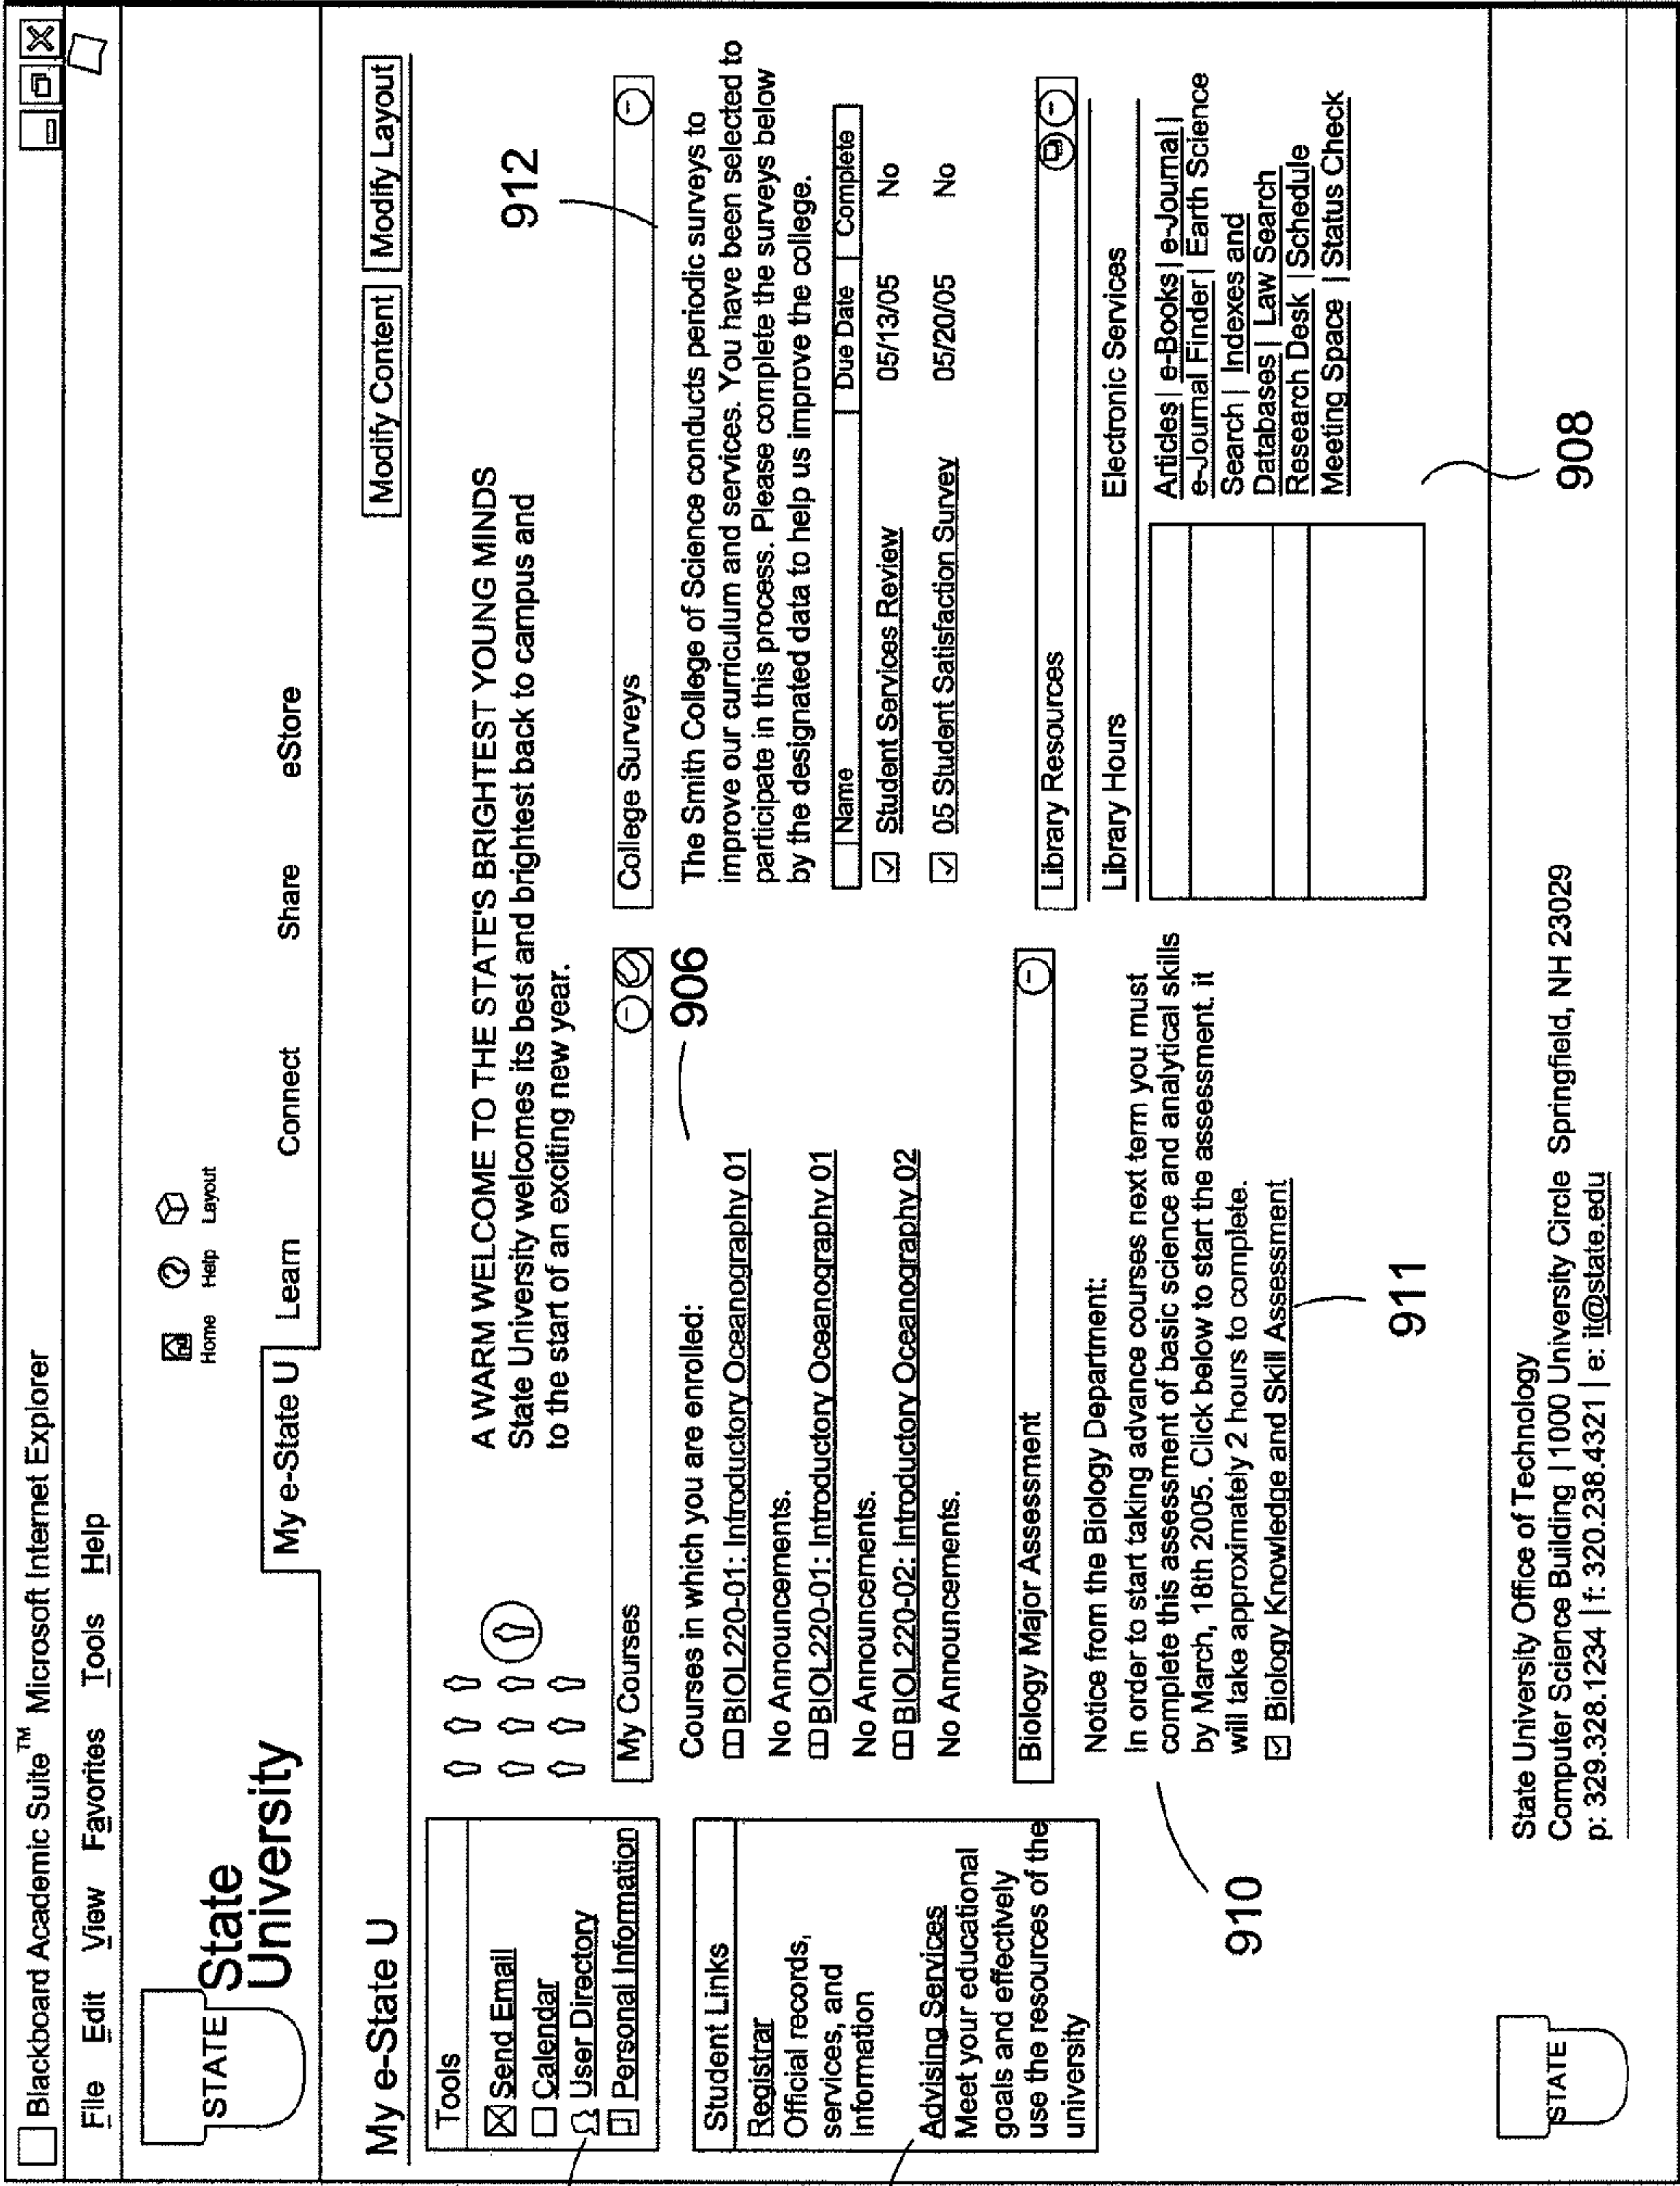 Blackboard Academic Suite™ Microsoft Internet Explorer
File Edit View Favorites Tools Help
STATE
State
University
Home Help Layout
My e-State U Learn Connect Share eStore
My e-State U
Modify Content Modify Layout
Tools
Send Email
Calendar
User Directory
Personal Information
Student Links
Registrar
Official records,
services, and
Information
Advising Services
Meet your educational
goals and effectively
use the resources of the
university
A WARM WELCOME TO THE STATE'S BRIGHTEST YOUNG MINDS
State University welcomes its best and brightest back to campus and
to the start of an exciting new year.
My Courses
906
Courses in which you are enrolled:
BIOL220-01: Introductory Oceanography 01
No Announcements.
BIOL220-01: Introductory Oceanography 01
No Announcements.
BIOL220-02: Introductory Oceanography 02
No Announcements.
Biology Major Assessment
Notice from the Biology Department:
In order to start taking advance courses next term you must
complete this assessment of basic science and analytical skills
by March, 18th 2005. Click below to start the assessment. it
will take approximately 2 hours to complete.
Biology Knowledge and Skill Assessment
910
911
912
College Surveys
The Smith College of Science conducts periodic surveys to
improve our curriculum and services. You have been selected to
participate in this process. Please complete the surveys below
by the designated data to help us improve the college.
Name Due Date Complete
Student Services Review 05/13/05 No
05 Student Satisfaction Survey 05/20/05 No
Library Resources
Library Hours Electronic Services
Articles | e-Books | e-Journal |
e-Journal Finder | Earth Science
Search | Indexes and
Databases | Law Search
Research Desk | Schedule
Meeting Space | Status Check
908
STATE
State University Office of Technology
Computer Science Building | 1000 University Circle Springfield, NH 23029
p: 329.328.1234 | f: 320.238.4321 | e: it@state.edu